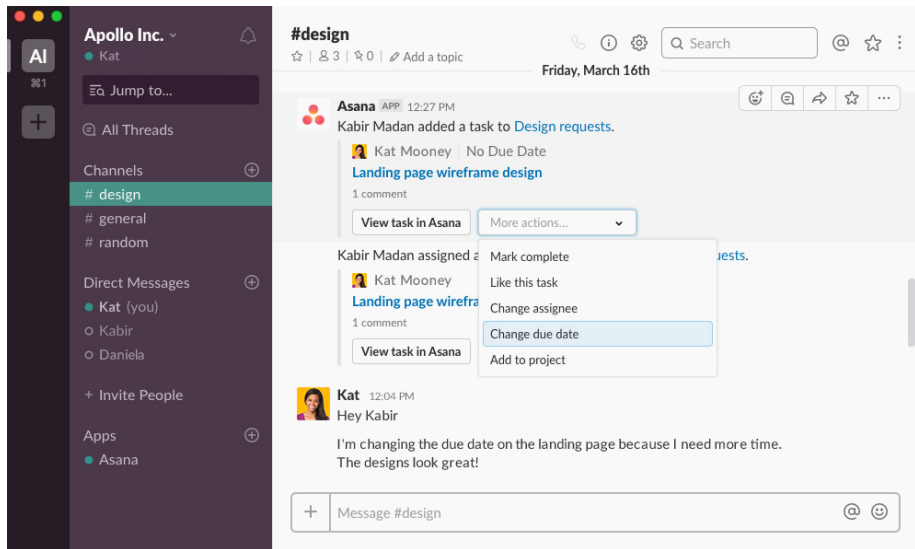 AI
⌘1
Apollo Inc.
Kat
Jump to...
All Threads
Channels
# design
# general
# random
Direct Messages
Kat (you)
Kabir
Daniela
+ Invite People
Apps
Asana
#design
3 | 0 | Add a topic
Search
Friday, March 16th
Asana APP 12:27 PM
Kabir Madan added a task to Design requests.
Kat Mooney | No Due Date
Landing page wireframe design
1 comment
View task in Asana
More actions...
Mark complete
Like this task
Change assignee
Change due date
Add to project
Kabir Madan assigned
Kat Mooney
Landing page
1 comment
View task in Asana
Kat 12:04 PM
Hey Kabir
I'm changing the due date on the landing page because I need more time.
The designs look great!
Message #design